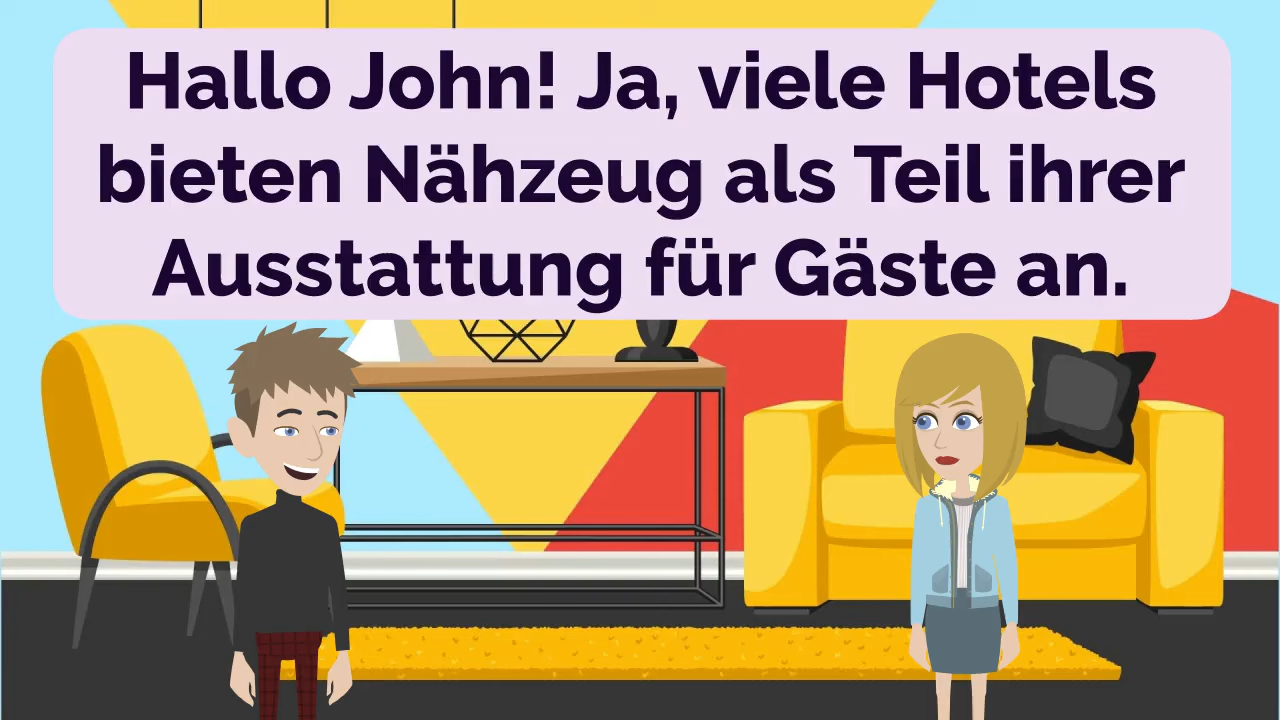 Hallo John! Ja, viele Hotels
bieten Nähzeug als Teil ihrer
Ausstattung für Gäste an.